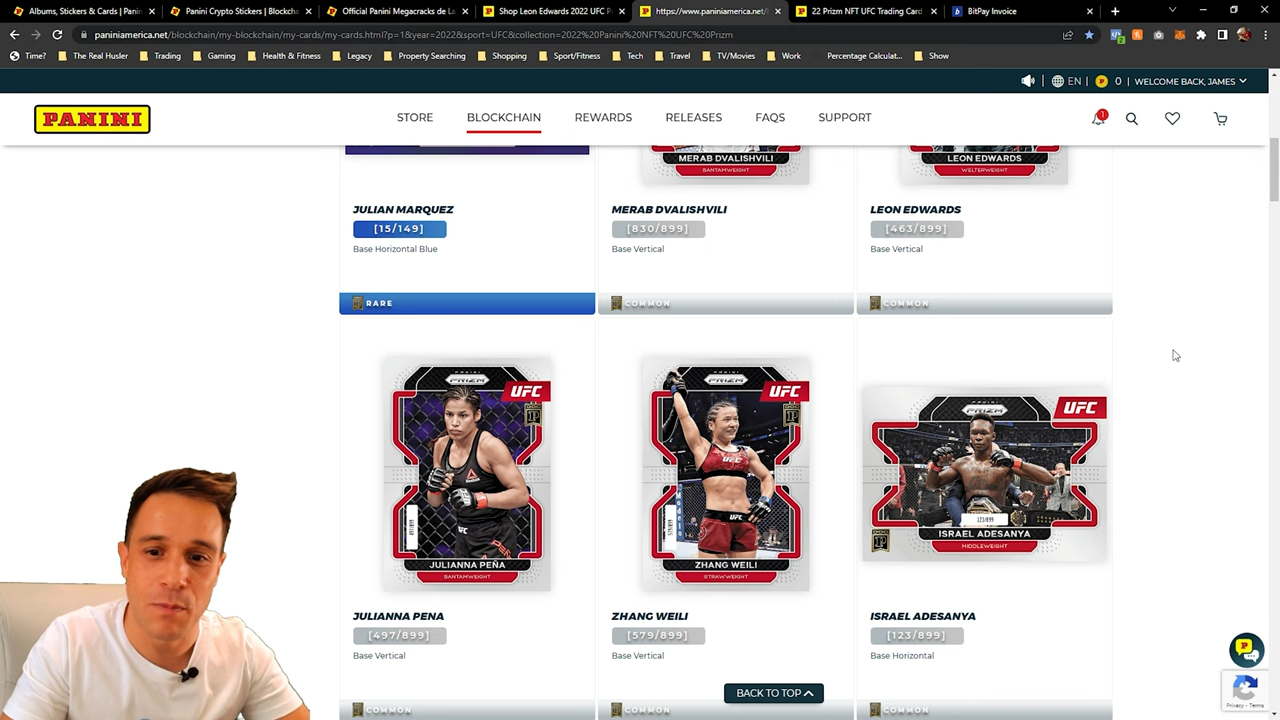 Albums, Stickers & Cards | Panini
Panini Crypto Stickers | Blockch
Official Panini Megacracks de La
Shop Leon Edwards 2022 UFC P
https://www.paniniamerica.net/
22 Prizm NFT UFC Trading Card
BitPay Invoice
paniniamerica.net/blockchain/my-blockchain/my-cards/my-cards.html?p=1&year=2022&sport=UFC&collection=2022%20Panini%20NFT%20UFC%20Prizm
Time?
The Real Husler
Trading
Gaming
Health & Fitness
Legacy
Property Searching
Shopping
Sport/Fitness
Tech
Travel
TV/Movies
Work
Percentage Calculat...
Show
EN
0
WELCOME BACK, JAMES
PANINI
STORE
BLOCKCHAIN
REWARDS
RELEASES
FAQS
SUPPORT
1
MERAB DVALISHVILI
BANTAMWEIGHT
LEON EDWARDS
WELTERWEIGHT
JULIAN MARQUEZ
MERAB DVALISHVILI
LEON EDWARDS
[15/149]
[830/899]
[463/899]
Base Horizontal Blue
Base Vertical
Base Vertical
RARE
COMMON
COMMON
PRIZM
UFC
JULIANNA PEÑA
BANTAMWEIGHT
PRIZM
UFC
ZHANG WEILI
STRAWWEIGHT
PRIZM
UFC
123/899
ISRAEL ADESANYA
MIDDLEWEIGHT
JULIANNA PENA
ZHANG WEILI
ISRAEL ADESANYA
[497/899]
[579/899]
[123/899]
Base Vertical
Base Vertical
Base Horizontal
COMMON
COMMON
BACK TO TOP
Privacy - Terms